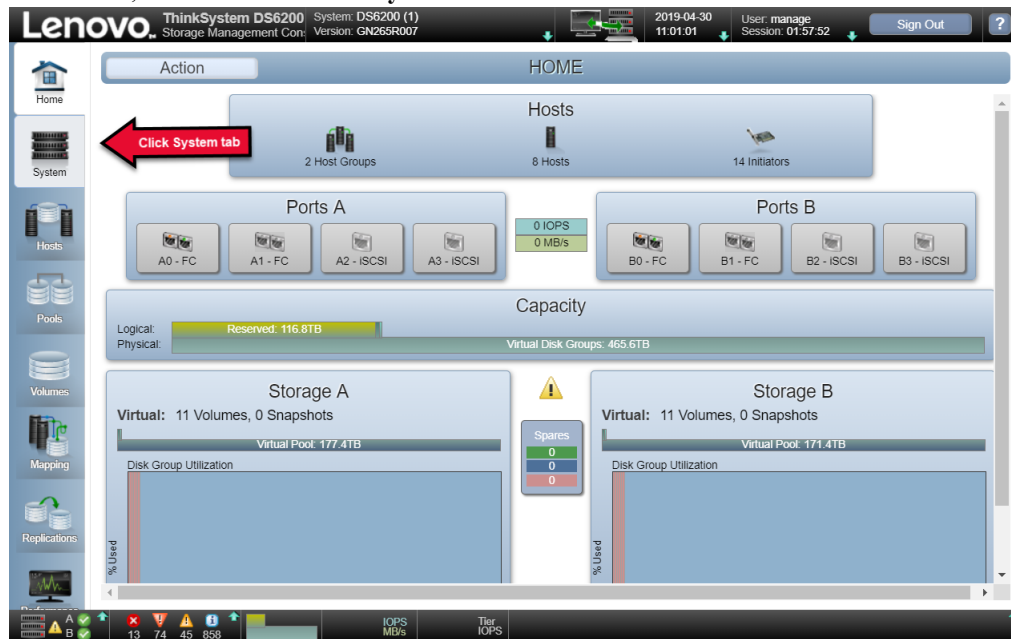 Lenovo
ThinkSystem DS6200
Storage Management Con
System: DS6200 (1)
Version: GN265R007
2019-04-30
11:01:01
User: manage
Session: 01:57:52
Sign Out
?
Home
System
Hosts
Pools
Volumes
Mapping
Replications
Action
HOME
Click System tab
Hosts
2 Host Groups
8 Hosts
14 Initiators
Ports A
A0 - FC
A1 - FC
A2 - iSCSI
A3 - iSCSI
0 IOPS
0 MB/s
Ports B
B0 - FC
B1 - FC
B2 - iSCSI
B3 - iSCSI
Capacity
Logical:
Reserved: 116.8TB
Physical:
Virtual Disk Groups: 465.6TB
Storage A
Virtual: 11 Volumes, 0 Snapshots
Virtual Pool: 177.4TB
Disk Group Utilization
% Used
Spares
0
0
0
Storage B
Virtual: 11 Volumes, 0 Snapshots
Virtual Pool: 171.4TB
Disk Group Utilization
% Used
A
B
13 74 45 858
IOPS
MB/s
Tier
IOPS